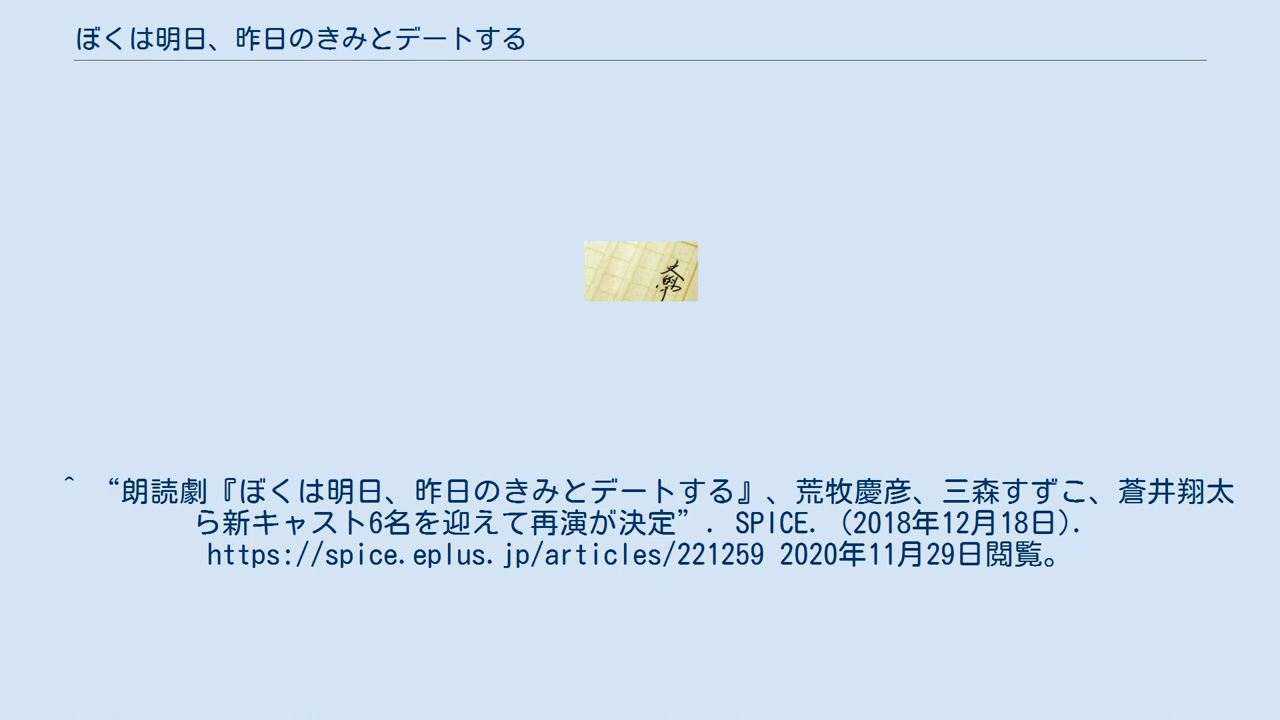 ぼくは明日、昨日のきみとデートする
^ “朗読劇『ぼくは明日、昨日のきみとデートする』、荒牧慶彦、三森すずこ、蒼井翔太
ら新キャスト6名を迎えて再演が決定”. SPICE. (2018年12月18日).
https://spice.eplus.jp/articles/221259 2020年11月29日閲覧。